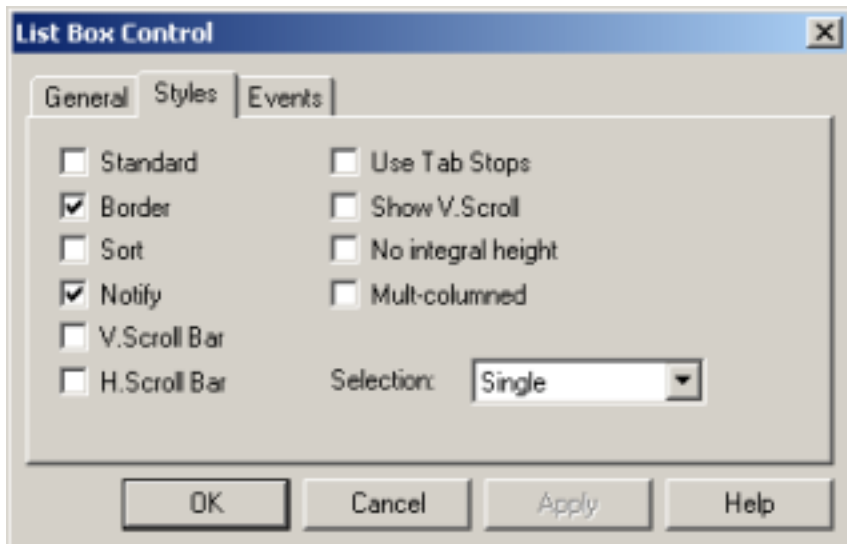 List Box Control
General Styles Events
Standard Use Tab Stops
Border Show V.Scroll
Sort No integral height
Notify Mult-columned
V.Scroll Bar
H.Scroll Bar Selection: Single
OK Cancel Apply Help